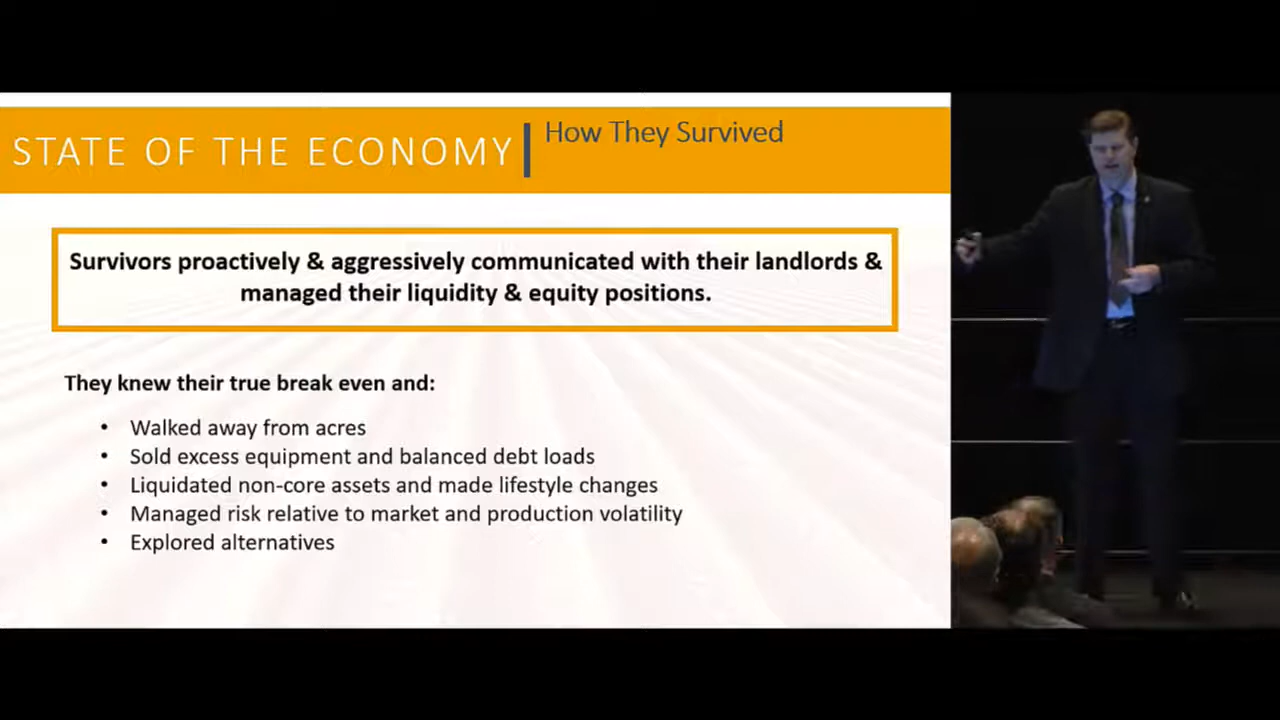 STATE OF THE ECONOMY
How They Survived
Survivors proactively & aggressively communicated with their landlords &
managed their liquidity & equity positions.
They knew their true break even and:
• Walked away from acres
• Sold excess equipment and balanced debt loads
• Liquidated non-core assets and made lifestyle changes
• Managed risk relative to market and production volatility
• Explored alternatives